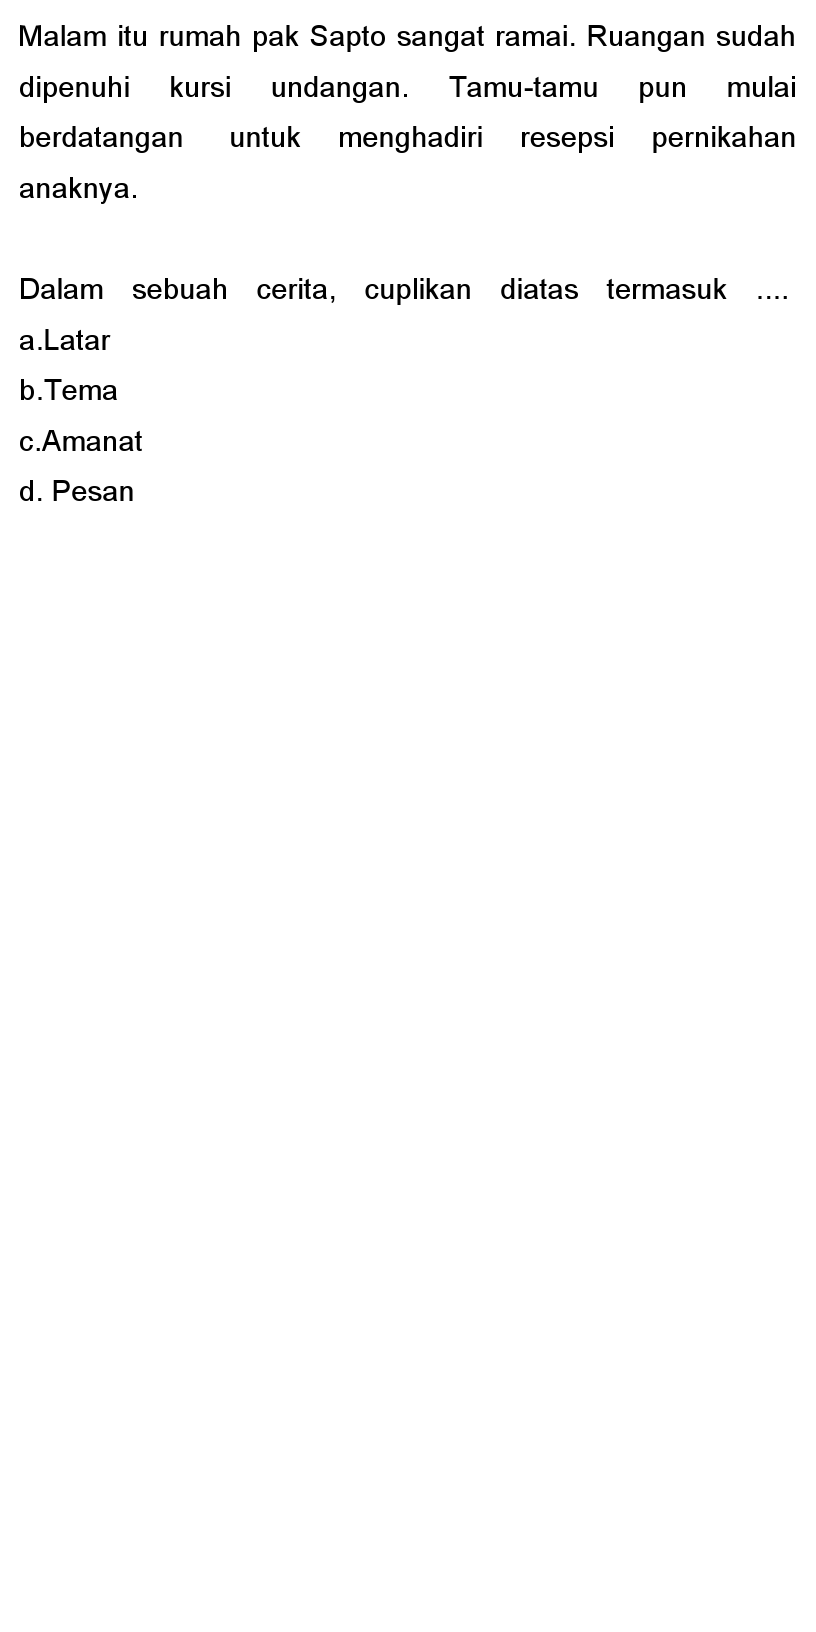 Malam itu rumah pak Sapto sangat ramai. Ruangan sudah
dipenuhi kursi undangan. Tamu-tamu pun mulai
berdatangan untuk menghadiri resepsi pernikahan
anaknya.
Dalam sebuah cerita, cuplikan diatas termasuk ....
a.Latar
b.Tema
c.Amanat
d. Pesan